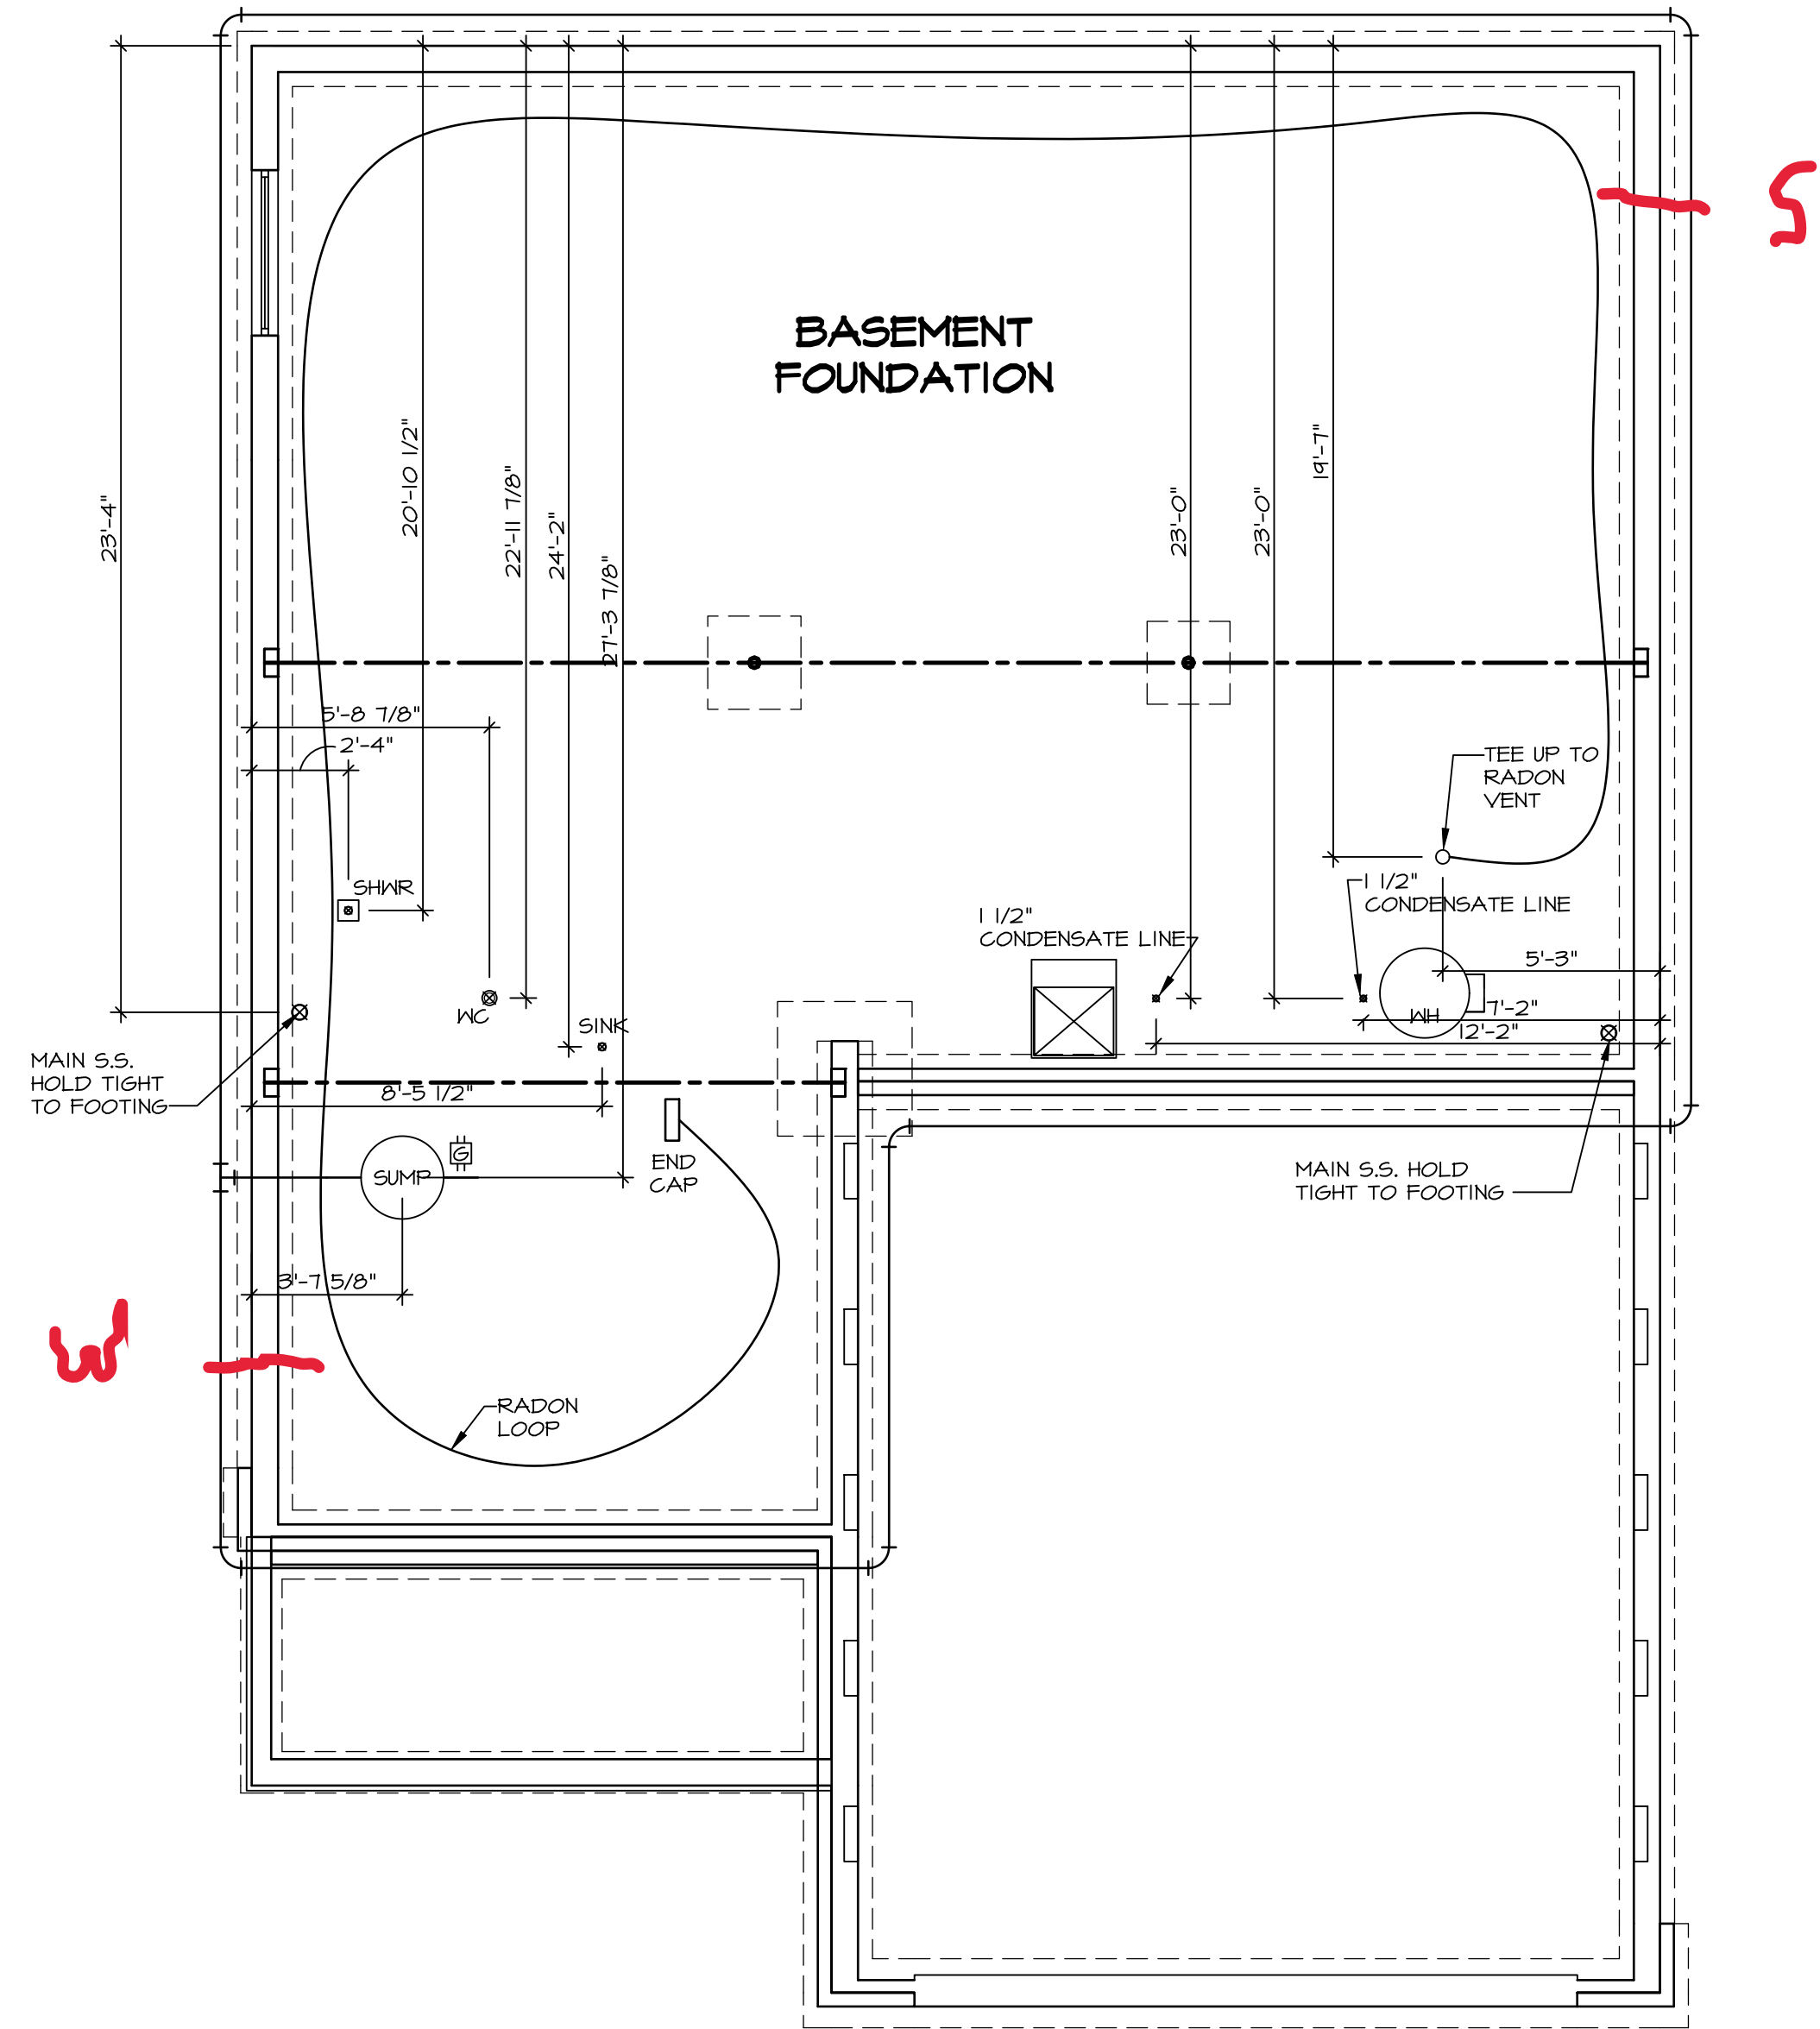 BASEMENT
FOUNDATION
S
23'-4"
20'-10 1/2"
22'-11 7/8"
24'-2"
27'-3 7/8"
23'-0"
23'-0"
19'-7"
5'-8 7/8"
2'-4"
TEE UP TO
RADON
VENT
SHWR
1 1/2"
CONDENSATE LINE
1 1/2"
CONDENSATE LINE
5'-3"
WC
SINK
WH
7'-2"
12'-2"
MAIN S.S.
HOLD TIGHT
TO FOOTING
8'-5 1/2"
G
SUMP
END
CAP
MAIN S.S. HOLD
TIGHT TO FOOTING
3'-7 5/8"
W
RADON
LOOP